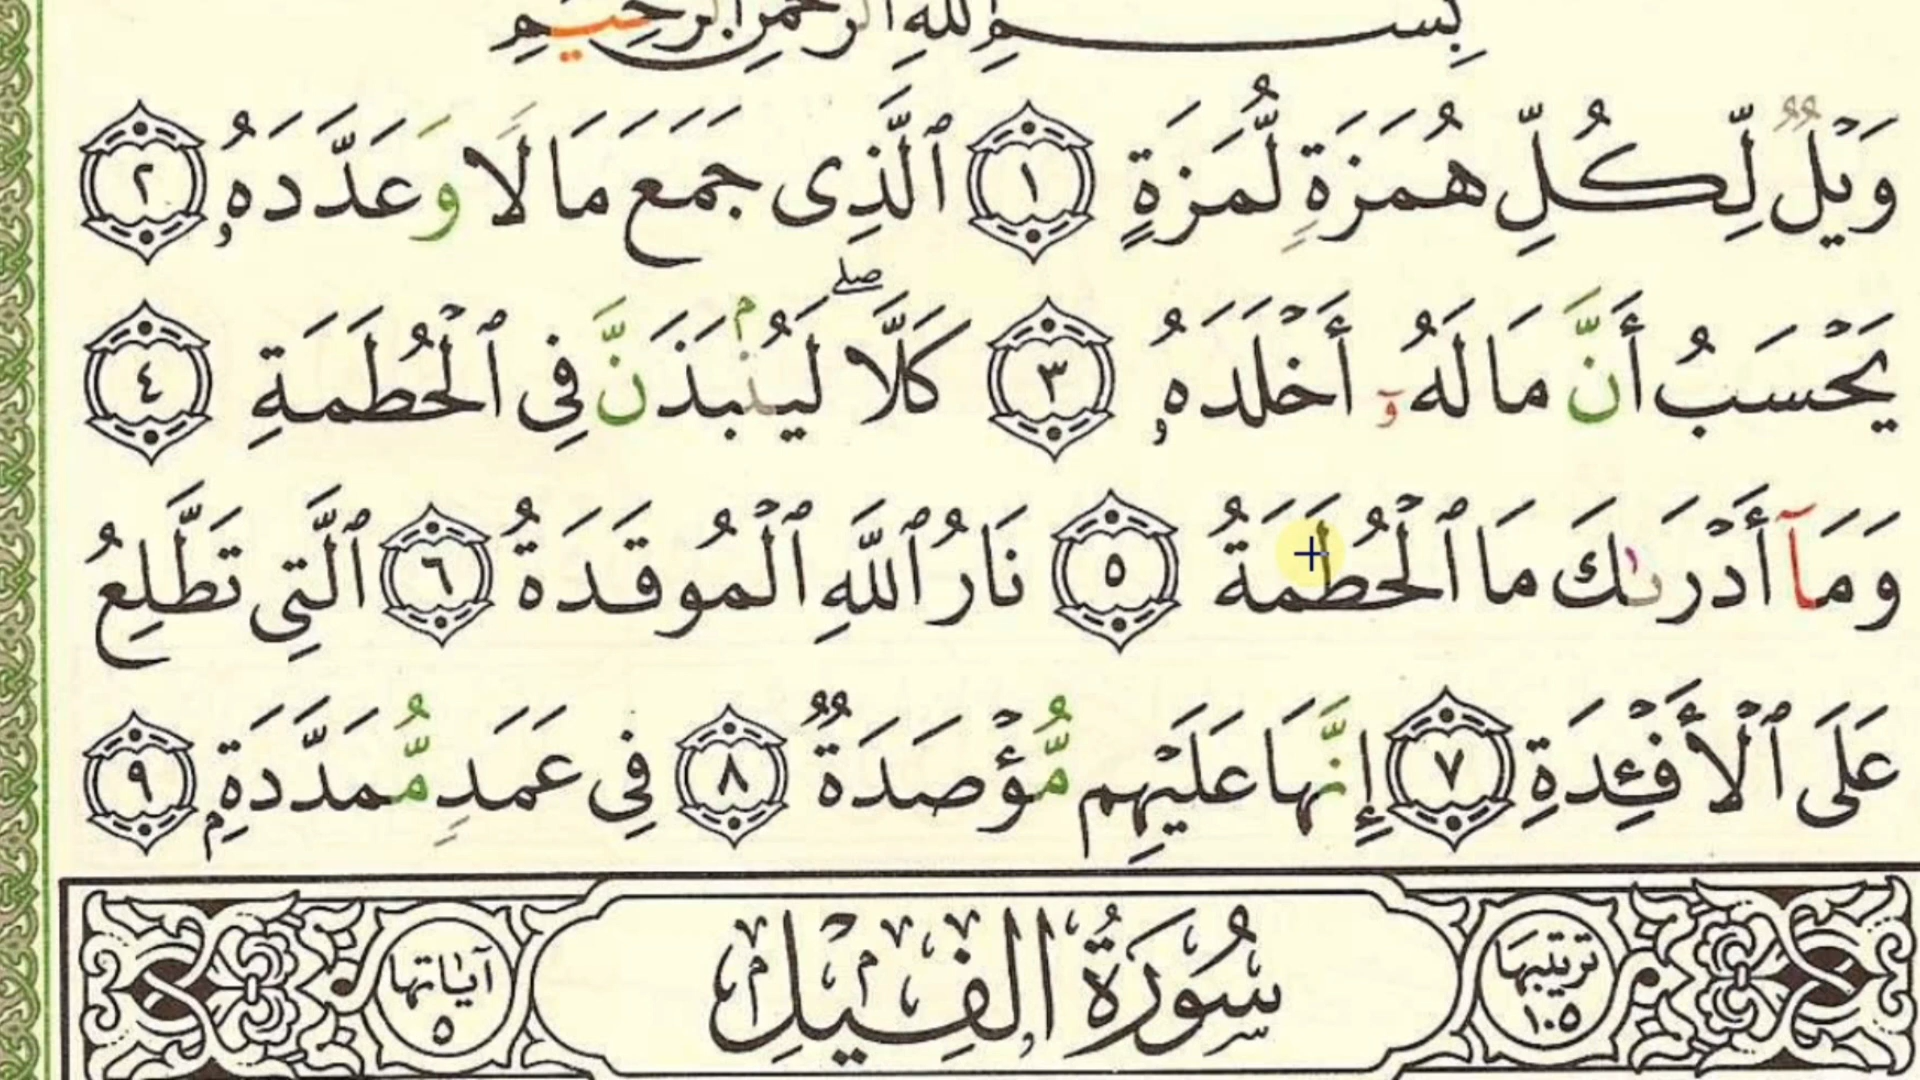 بِسْمِ ٱللَّهِ ٱلرَّحْمَٰنِ ٱلرَّحِيمِ
وَيْلٌ لِّكُلِّ هُمَزَةٍ لُّمَزَةٍ ١ ٱلَّذِى جَمَعَ مَالًا وَعَدَّدَهُۥ ٢
يَحْسَبُ أَنَّ مَالَهُۥٓ أَخْلَدَهُۥ ٣ كَلَّاۖ لَيُنۢبَذَنَّ فِى ٱلْحُطَمَةِ ٤
وَمَآ أَدْرَىٰكَ مَا ٱلْحُطَمَةُ ٥ نَارُ ٱللَّهِ ٱلْمُوقَدَةُ ٦ ٱلَّتِى تَطَّلِعُ
عَلَى ٱلْأَفْـِٔدَةِ ٧ إِنَّهَا عَلَيْهِم مُّؤْصَدَةٌ ٨ فِى عَمَدٍ مُّمَدَّدَةٍۭ ٩
ترتيبها ١٠٥ سُورَةُ الفِيلِ آياتها ٥